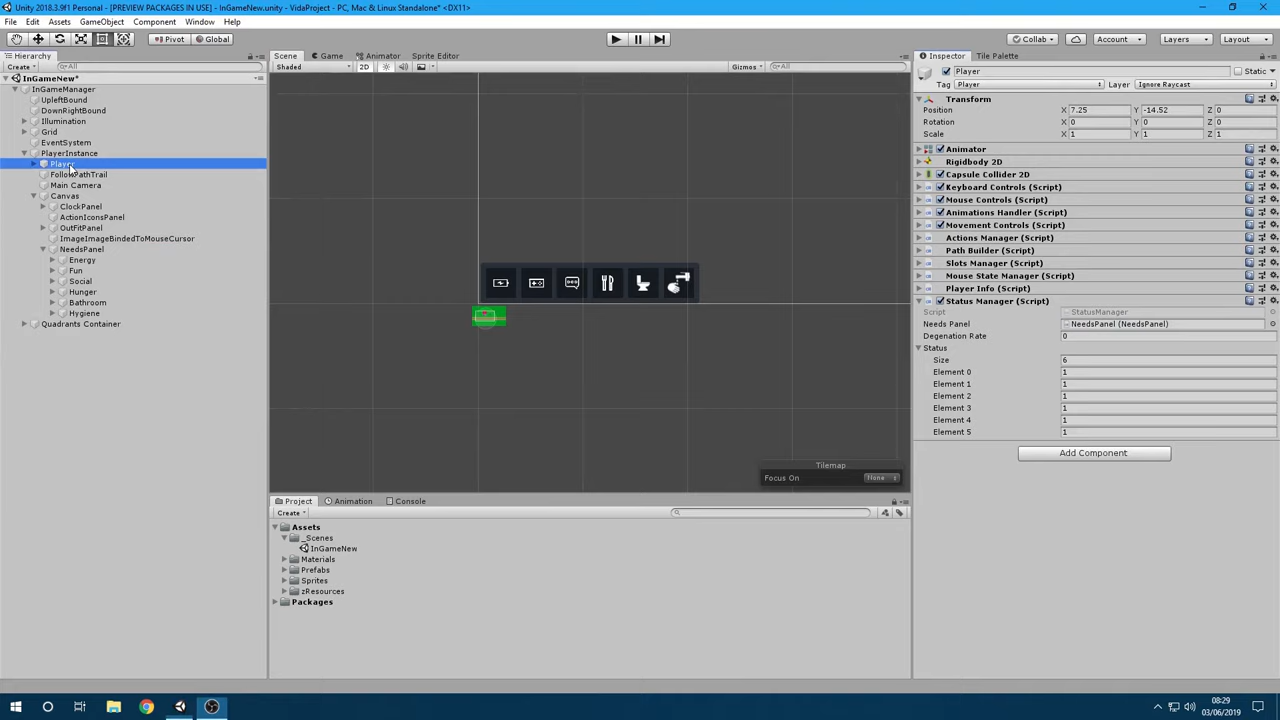 Unity 2018.3.9f1 Personal - [PREVIEW PACKAGES IN USE] - InGameNew.unity - VidaProject - PC, Mac & Linux Standalone* <DX11>
File Edit Assets GameObject Component Window Help
Pivot Global Collab Account Layers Layout
Hierarchy Scene Game Animator Sprite Editor Inspector Tile Palette
Create All Shaded 2D Gizmos All
InGameNew*
InGameManager
UpleftBound
DownRightBound
Illumination
Grid
EventSystem
PlayerInstance
Player
FollowPathTrail
Main Camera
Canvas
ClockPanel
ActionIconsPanel
OutFitPanel
ImageImageBindedToMouseCursor
NeedsPanel
Energy
Fun
Social
Hunger
Bathroom
Hygiene
Quadrants Container
Tilemap
Focus On None
Project Animation Console
Create
Assets
_Scenes
InGameNew
Materials
Prefabs
Sprites
zResources
Packages
Player Static
Tag Player Layer Ignore Raycast
Transform
Position X 7.25 Y -14.52 Z 0
Rotation X 0 Y 0 Z 0
Scale X 1 Y 1 Z 1
Animator
Rigidbody 2D
Capsule Collider 2D
Keyboard Controls (Script)
Mouse Controls (Script)
Animations Handler (Script)
Movement Controls (Script)
Actions Manager (Script)
Path Builder (Script)
Slots Manager (Script)
Mouse State Manager (Script)
Player Info (Script)
Status Manager (Script)
Script StatusManager
Needs Panel NeedsPanel (NeedsPanel)
Degenation Rate 0
Status
Size 6
Element 0 1
Element 1 1
Element 2 1
Element 3 1
Element 4 1
Element 5 1
Add Component
08:29
03/06/2019